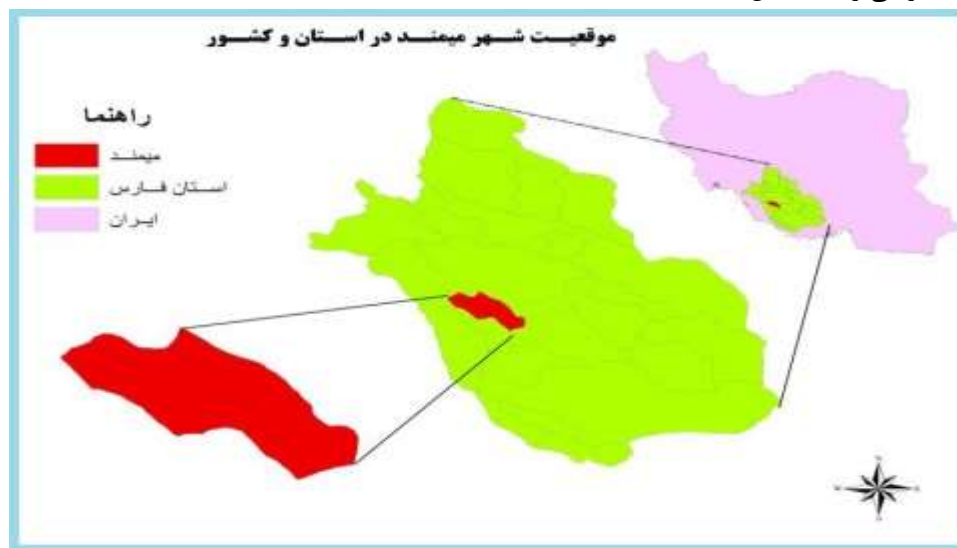 موقعیت شهر میمند در استان و کشور
راهنما
میمند
استان فارس
ایران
N